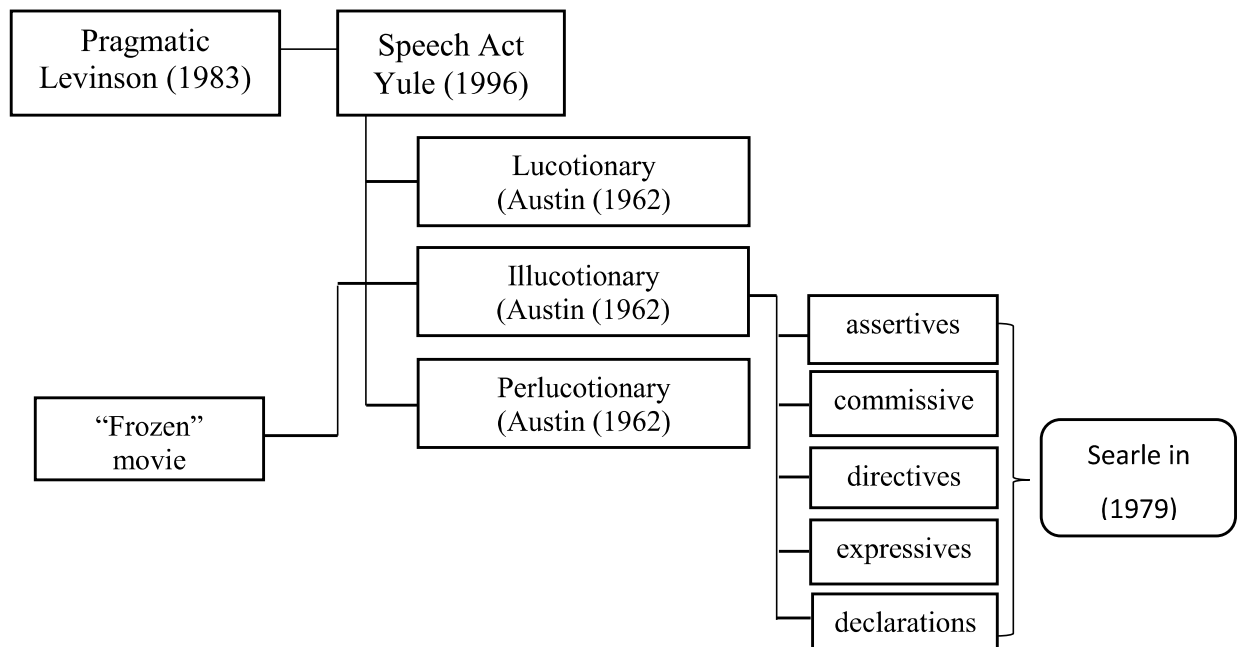 Pragmatic
Levinson (1983)
Speech Act
Yule (1996)
Lucotionary
(Austin (1962)
Illucotionary
(Austin (1962)
Perlucotionary
(Austin (1962)
“Frozen”
movie
assertives
commissive
directives
expressives
declarations
Searle in
(1979)